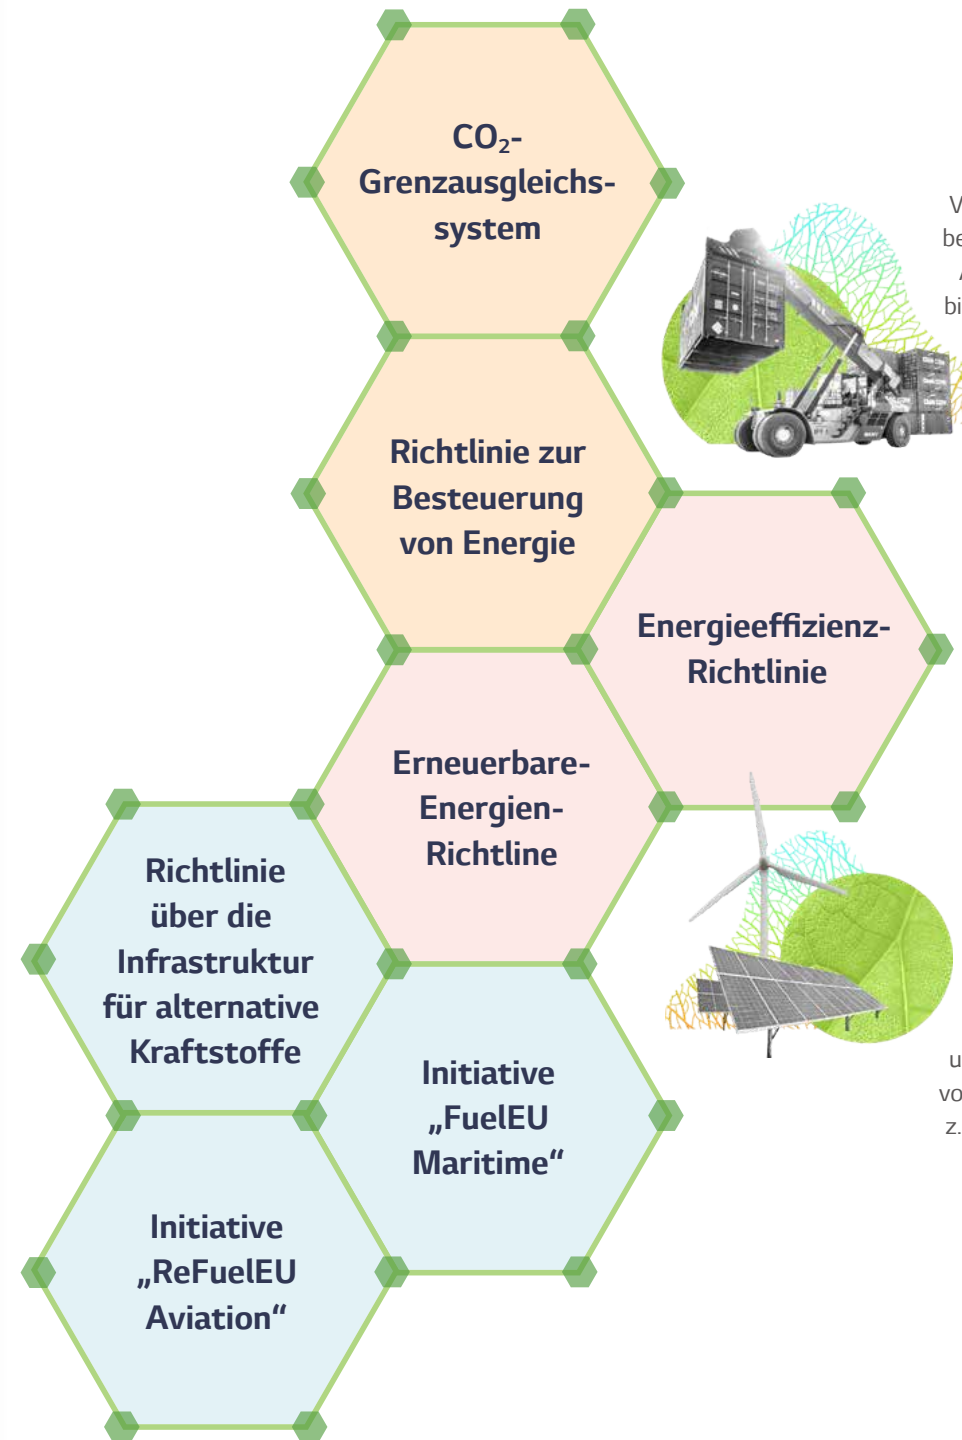 CO₂-
Grenzausgleichs-
system
Richtlinie zur
Besteuerung
von Energie
Energieeffizienz-
Richtlinie
Erneuerbare-
Energien-
Richtline
Richtlinie
über die
Infrastruktur
für alternative
Kraftstoffe
Initiative
„FuelEU
Maritime“
Initiative
„ReFuelEU
Aviation“